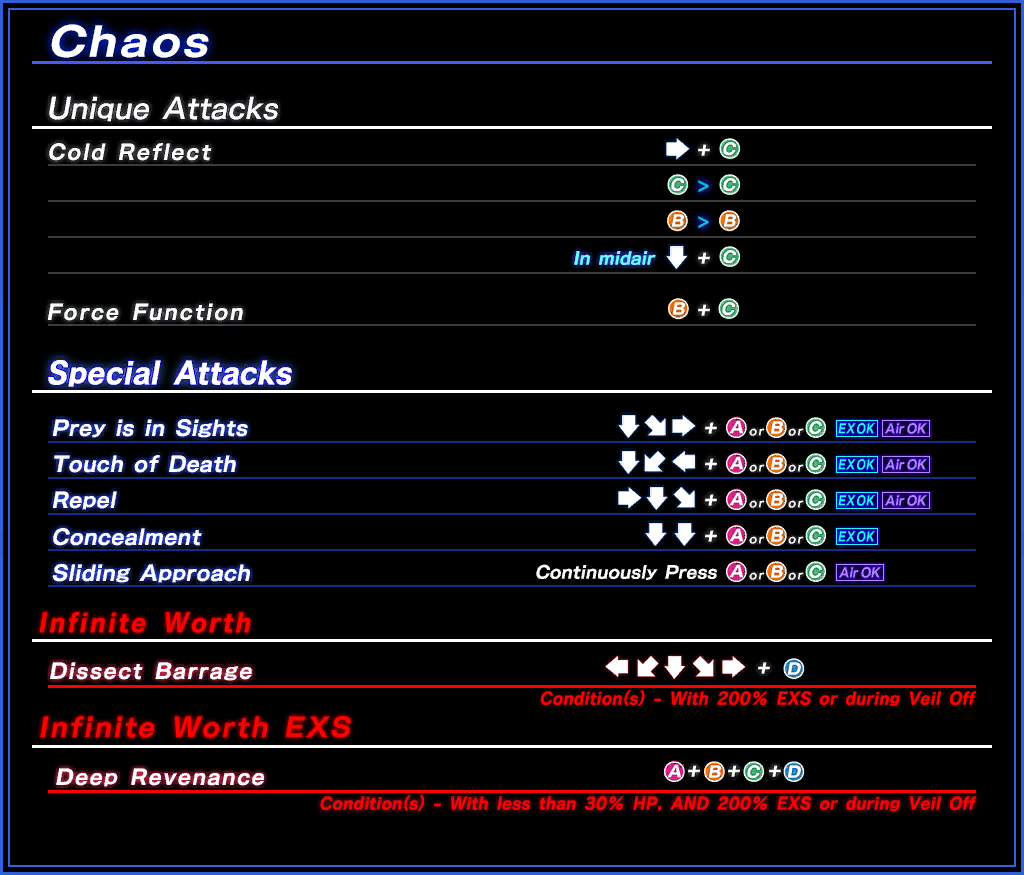 Chaos
Unique Attacks
Cold Reflect + C
C > C
B > B
In midair + C
Force Function B + C
Special Attacks
Prey is in Sights + A or B or C EX OK Air OK
Touch of Death + A or B or C EX OK Air OK
Repel + A or B or C EX OK Air OK
Concealment + A or B or C EX OK
Sliding Approach Continuously Press A or B or C Air OK
Infinite Worth
Dissect Barrage + D
Condition(s) - With 200% EXS or during Veil Off
Infinite Worth EXS
Deep Revenance A + B + C + D
Condition(s) - With less than 30% HP, AND 200% EXS or during Veil Off